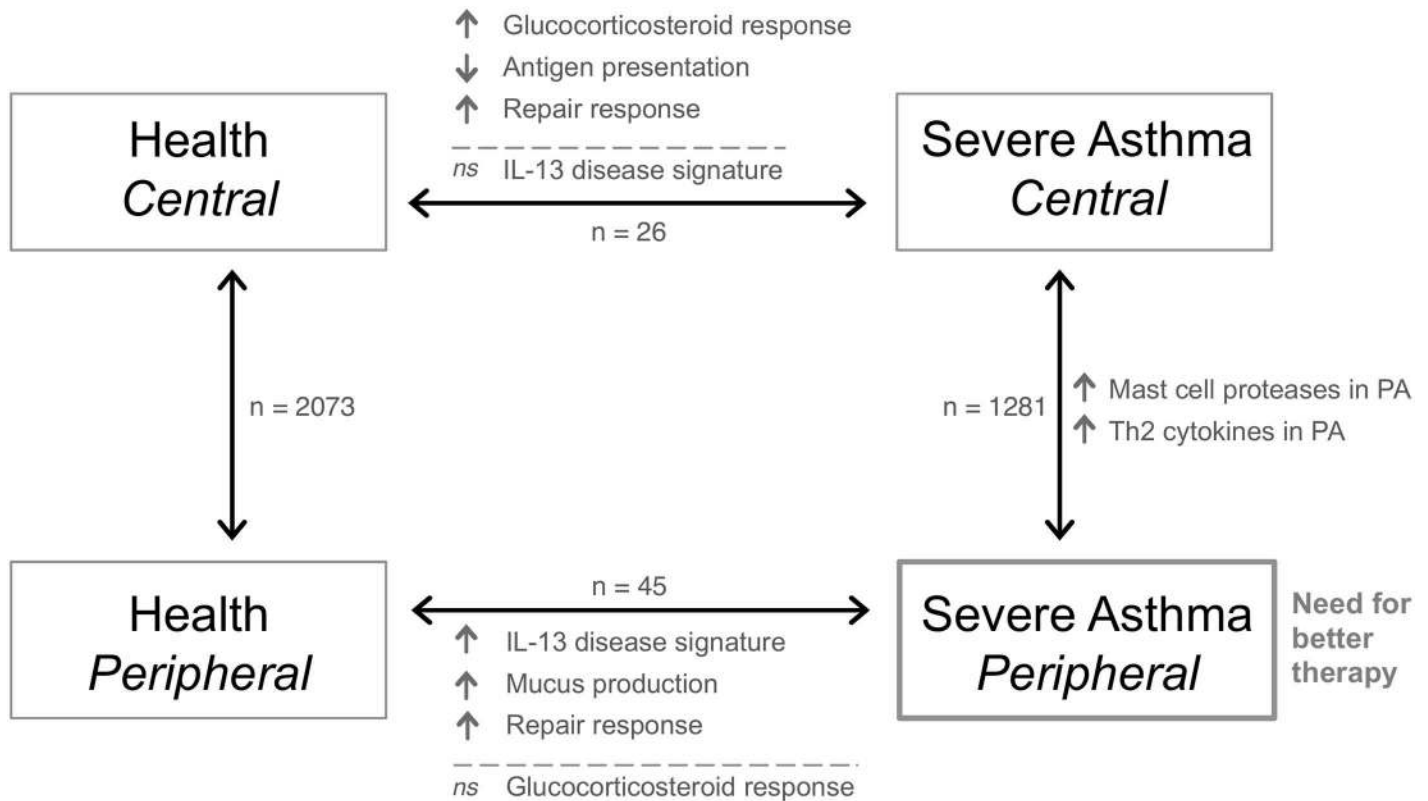 ↑ Glucocorticosteroid response
↓ Antigen presentation
↑ Repair response
ns IL-13 disease signature
n = 26
Health
Central
Severe Asthma
Central
n = 2073
n = 1281
↑ Mast cell proteases in PA
↑ Th2 cytokines in PA
Health
Peripheral
n = 45
↑ IL-13 disease signature
↑ Mucus production
↑ Repair response
ns Glucocorticosteroid response
Severe Asthma
Peripheral
Need for
better
therapy